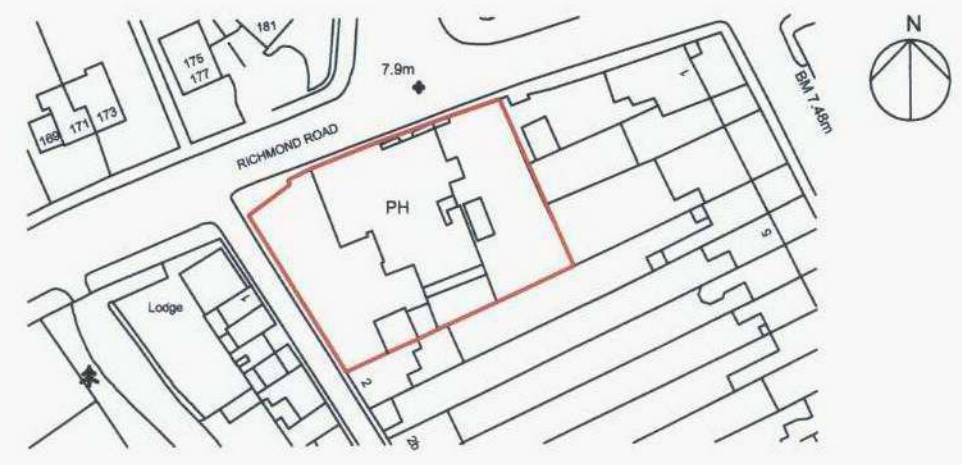 181
N
175
177
7.9m
1
BM 7.48m
169
171
173
RICHMOND ROAD
PH
5
Lodge
1
2
2b